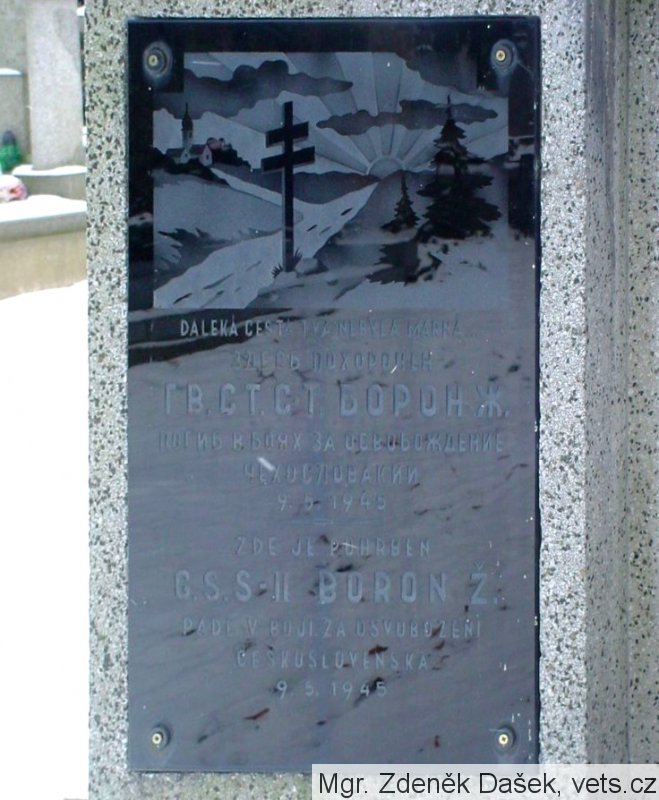 DALEKÁ CESTA TVÁ NEBYLA MARNÁ...
ЗДЕСЬ ПОХОРОНЕН
ГВ. СТ. С-Т. БОРОН Ж.
ПОГИБ В БОЯХ ЗА ОСВОБОЖДЕНИЕ
ЧЕХОСЛОВАКИИ
9. 5. 1945
ZDE JE POHŘBEN
G. S. S-II BORON Ž.
PADL V BOJI ZA OSVOBOZENÍ
ČESKOSLOVENSKA
9. 5. 1945
Mgr. Zdeněk Dašek, vets.cz